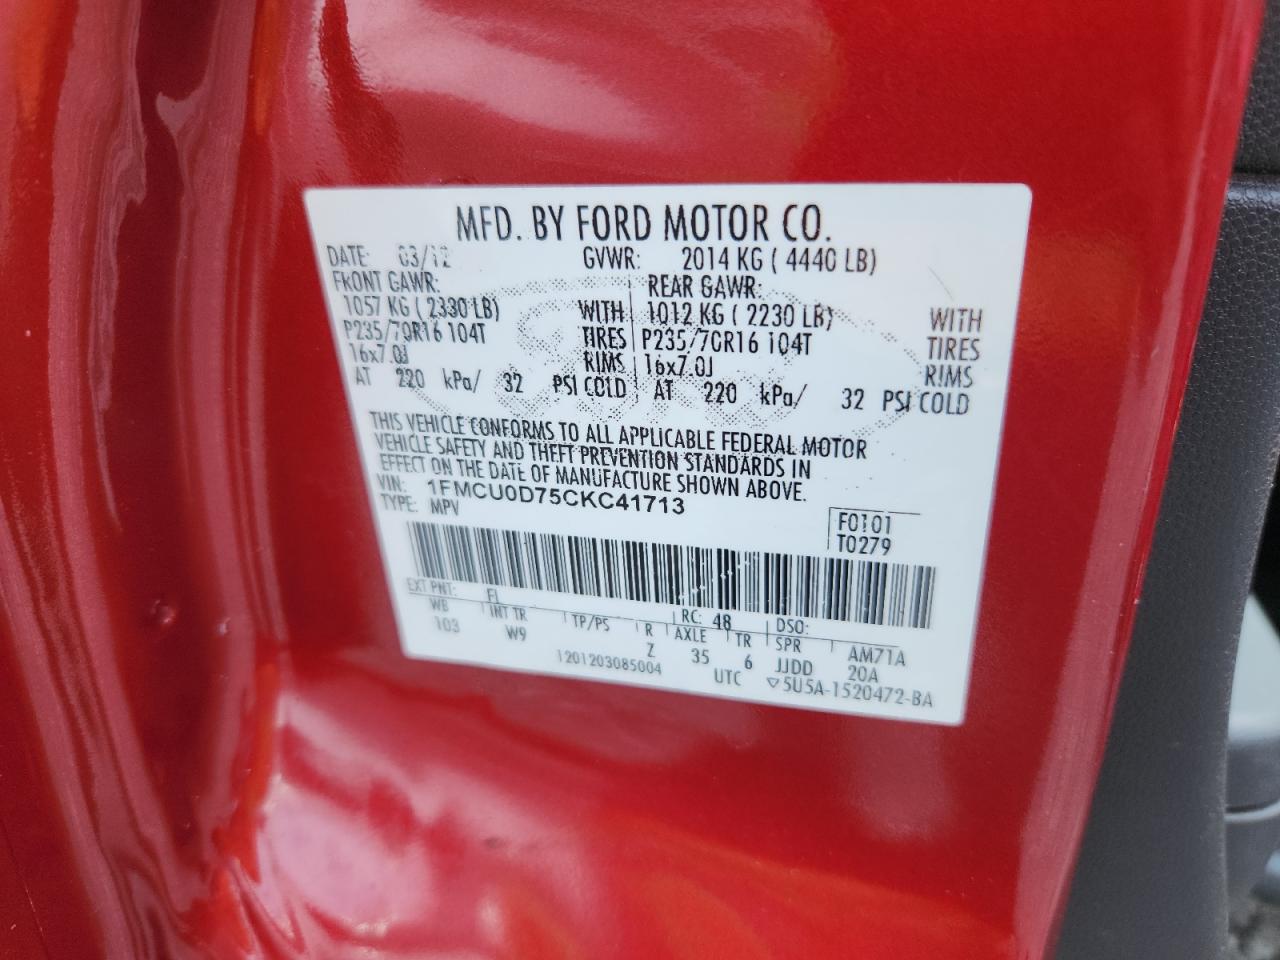 MFD. BY FORD MOTOR CO.
DATE: 03/12 GVWR: 2014 KG ( 4440 LB)
FRONT GAWR: REAR GAWR:
1057 KG ( 2330 LB) WITH 1012 KG ( 2230 LB) WITH
P235/70R16 104T TIRES P235/70R16 104T TIRES
16x7.0J RIMS 16x7.0J RIMS
AT 220 kPa/ 32 PSI COLD AT 220 kPa/ 32 PSI COLD
THIS VEHICLE CONFORMS TO ALL APPLICABLE FEDERAL MOTOR
VEHICLE SAFETY AND THEFT PREVENTION STANDARDS IN
EFFECT ON THE DATE OF MANUFACTURE SHOWN ABOVE.
VIN: 1FMCU0D75CKC41713
TYPE: MPV
F0101
T0279
EXT PNT: FL RC: 48 DSO:
WB INT TR TP/PS R AXLE TR SPR AM71A
103 W9 Z 35 6 JJDD 20A
1201203085004 UTC ▽5U5A-1520472-BA